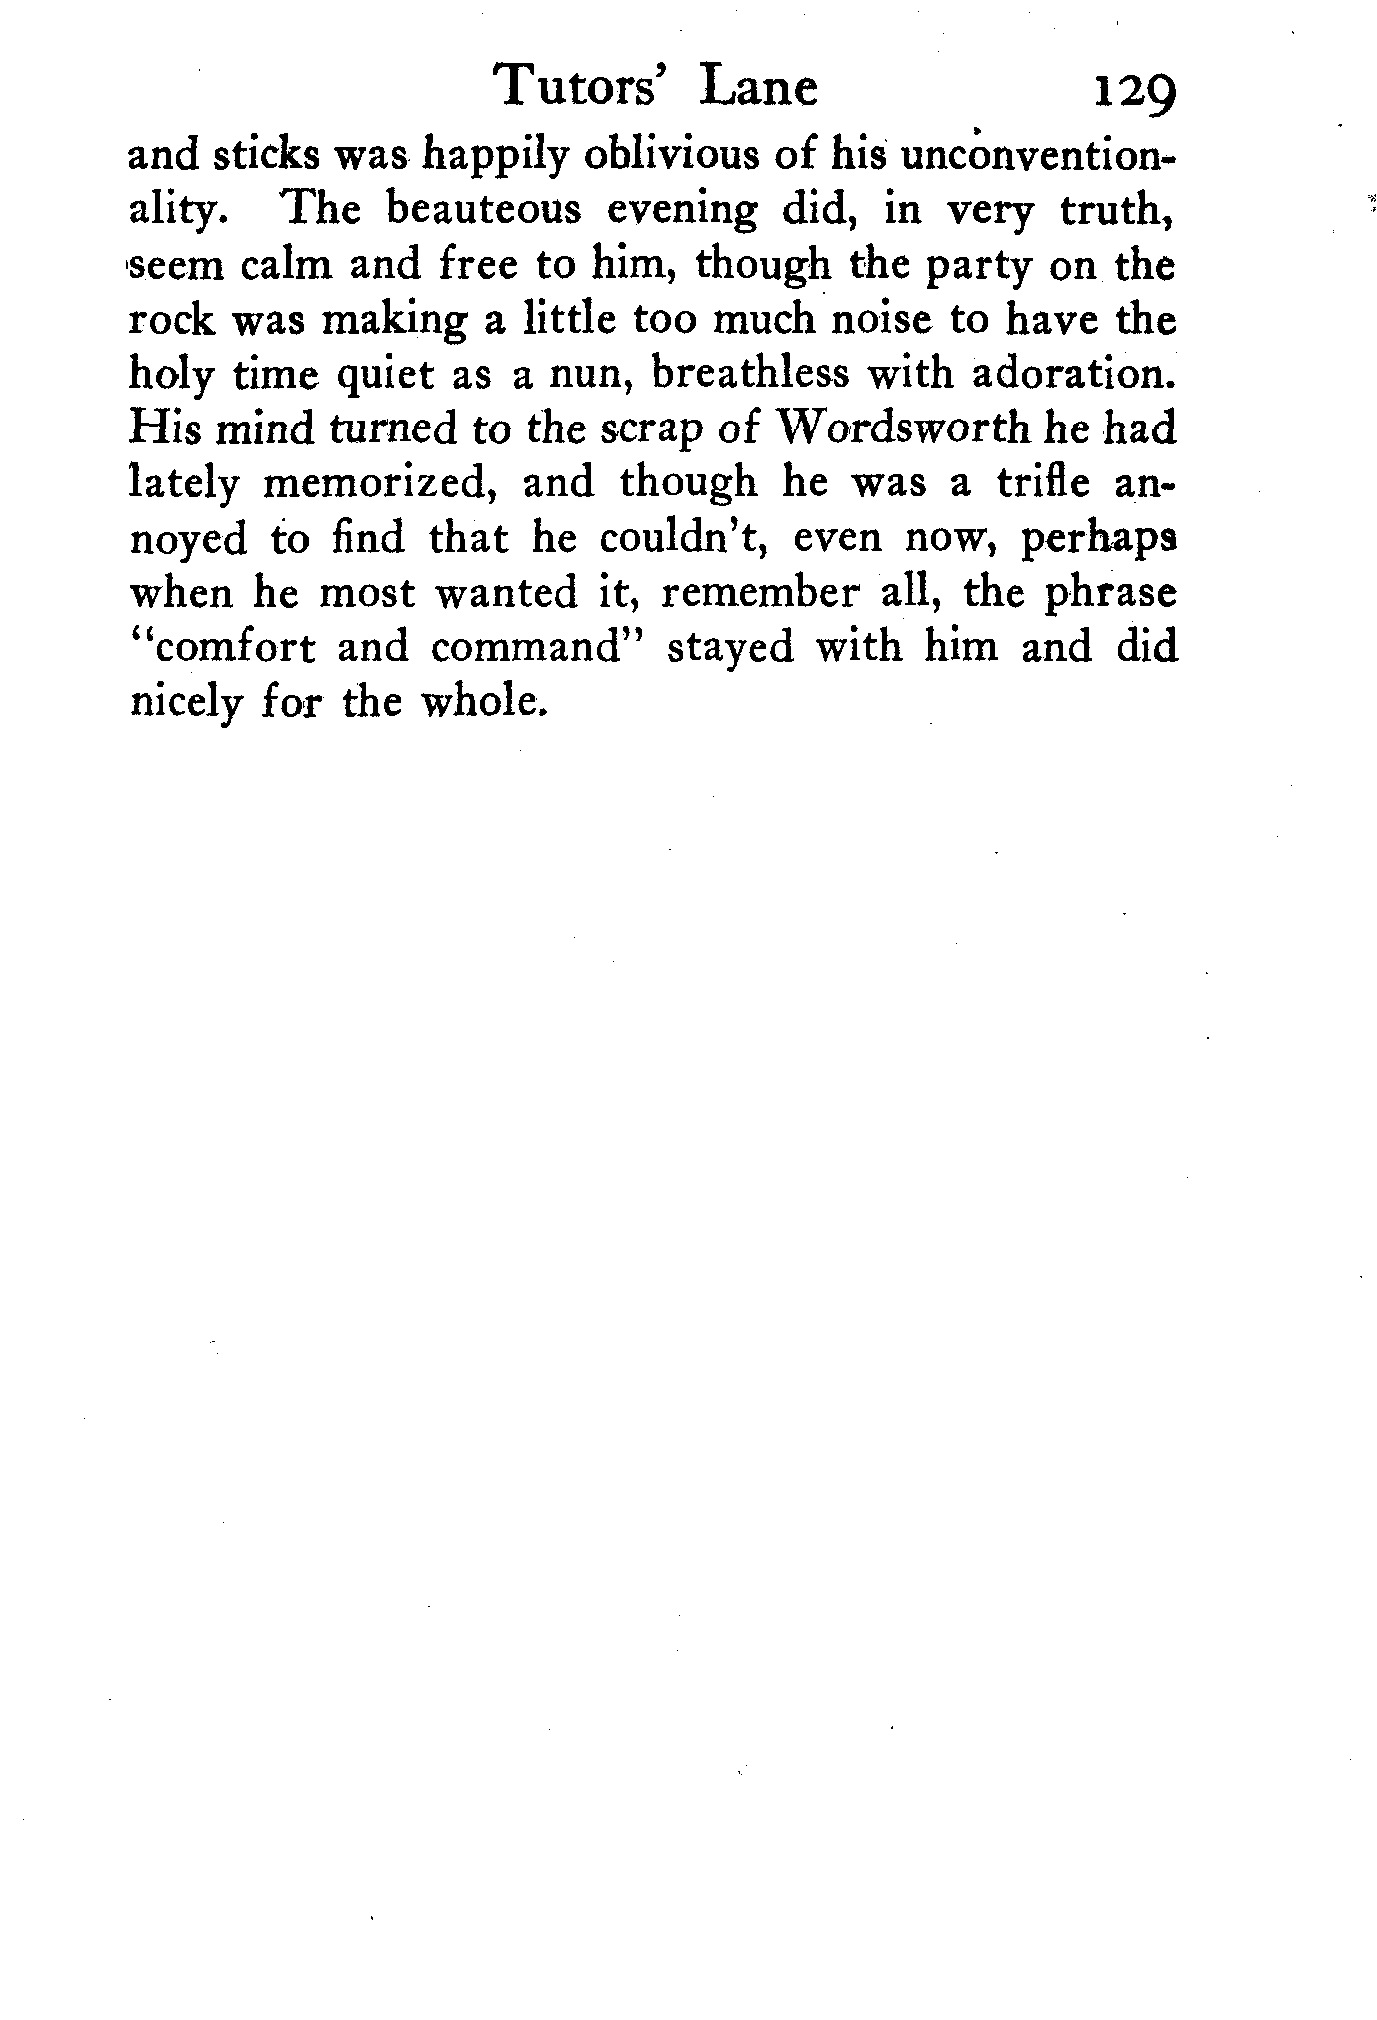 Tutors' Lane 129
and sticks was happily oblivious of his unconvention-
ality. The beauteous evening did, in very truth,
seem calm and free to him, though the party on the
rock was making a little too much noise to have the
holy time quiet as a nun, breathless with adoration.
His mind turned to the scrap of Wordsworth he had
lately memorized, and though he was a trifle an-
noyed to find that he couldn't, even now, perhaps
when he most wanted it, remember all, the phrase
"comfort and command" stayed with him and did
nicely for the whole.